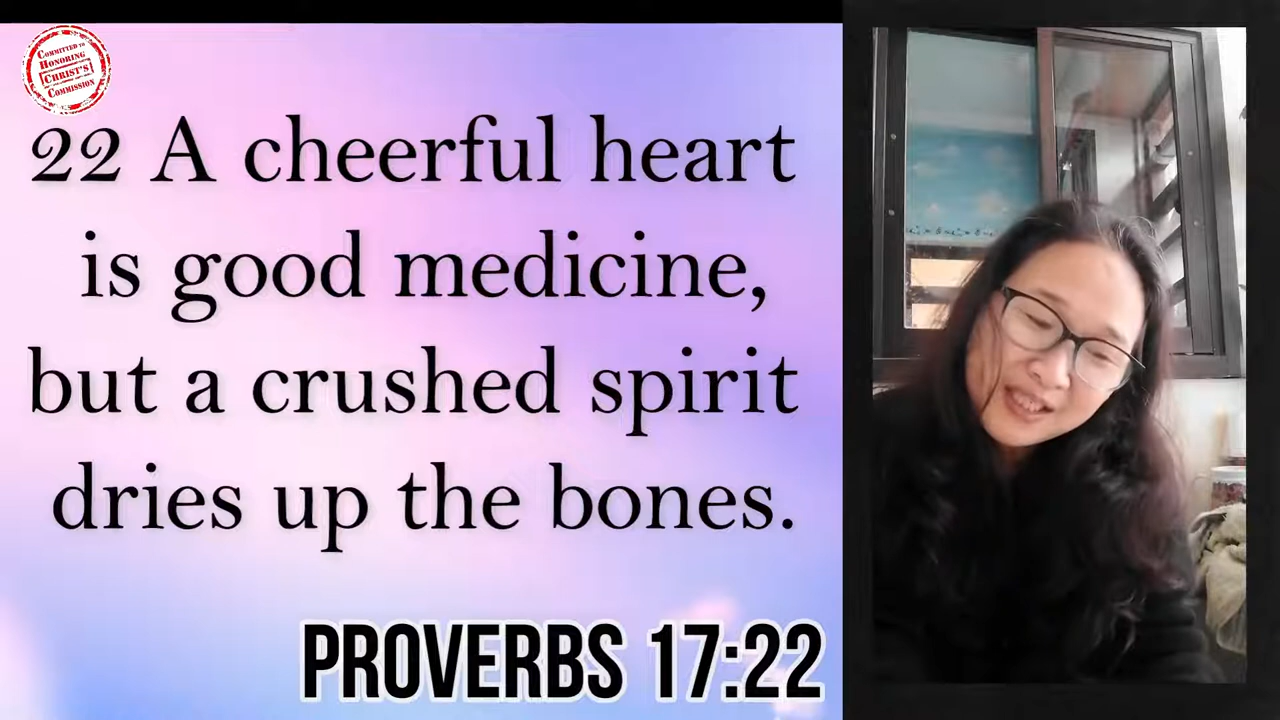 COMMITTED TO
HONORING
CHRIST'S
COMMISSION
22 A cheerful heart
is good medicine,
but a crushed spirit
dries up the bones.
PROVERBS 17:22